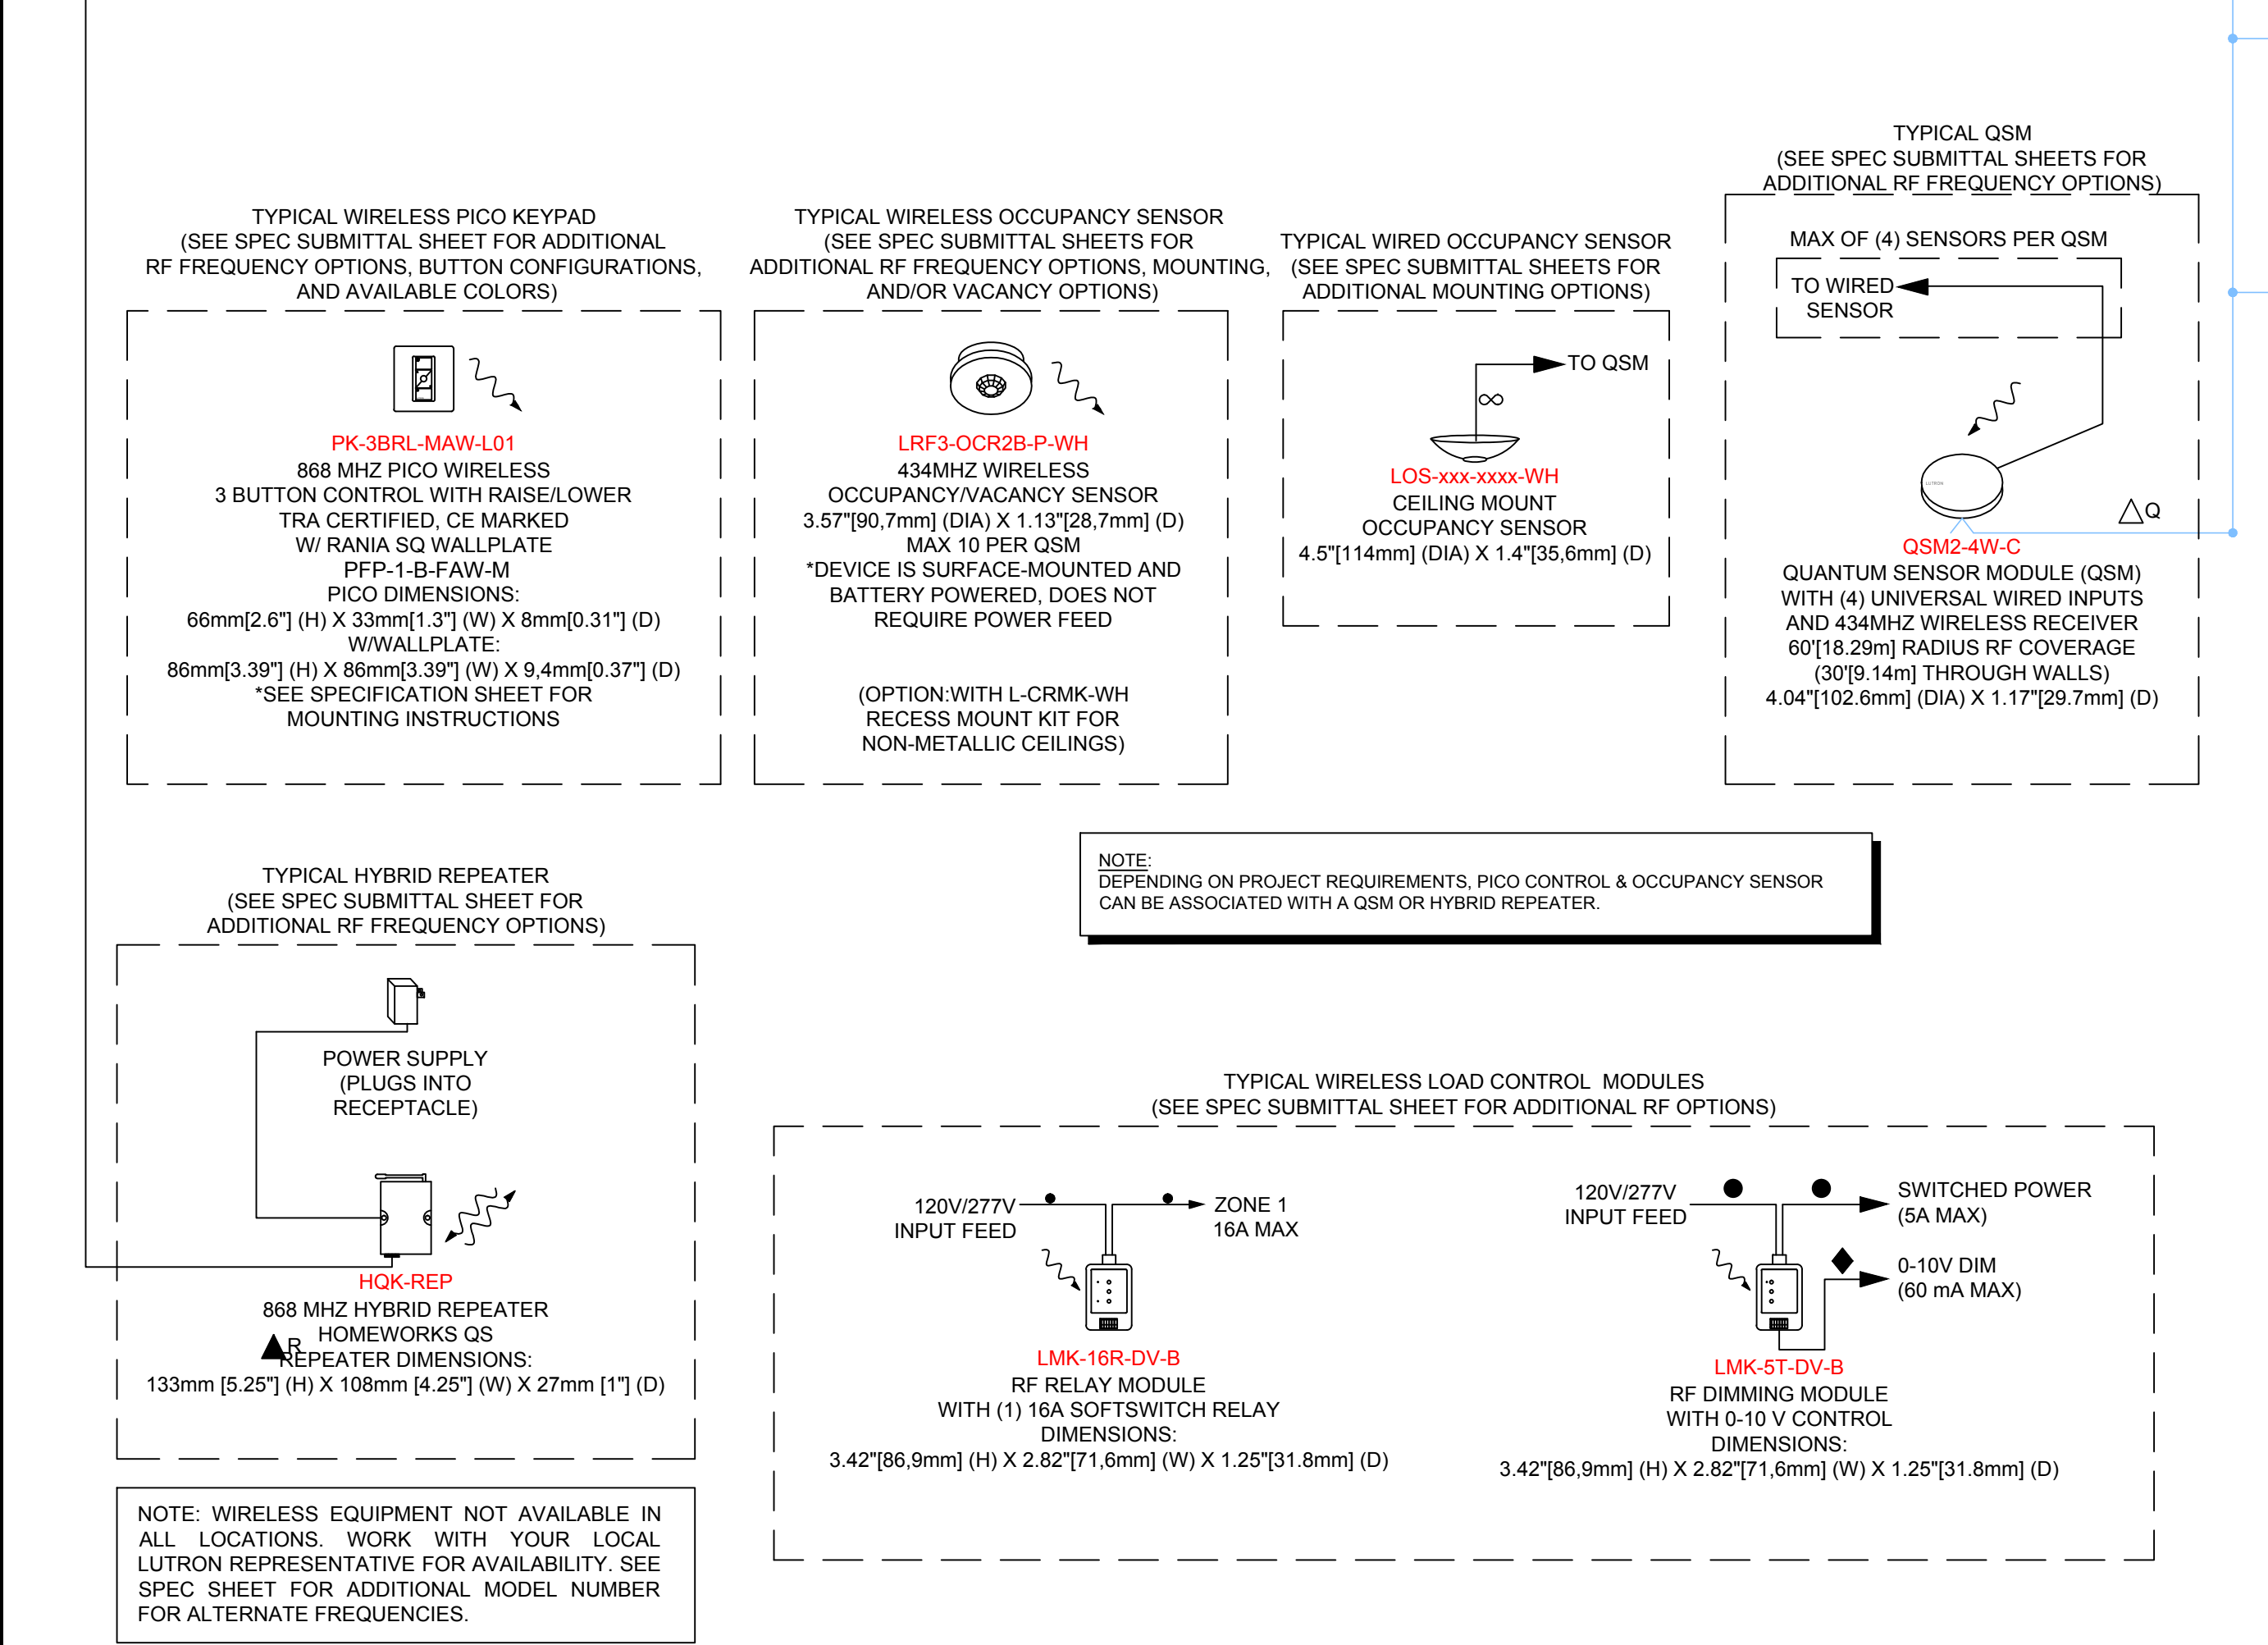 TYPICAL WIRELESS PICO KEYPAD
(SEE SPEC SUBMITTAL SHEET FOR ADDITIONAL
RF FREQUENCY OPTIONS, BUTTON CONFIGURATIONS,
AND AVAILABLE COLORS)
PK-3BRL-MAW-L01
868 MHZ PICO WIRELESS
3 BUTTON CONTROL WITH RAISE/LOWER
TRA CERTIFIED, CE MARKED
W/ RANIA SQ WALLPLATE
PFP-1-B-FAW-M
PICO DIMENSIONS:
66mm[2.6"] (H) X 33mm[1.3"] (W) X 8mm[0.31"] (D)
W/WALLPLATE:
86mm[3.39"] (H) X 86mm[3.39"] (W) X 9,4mm[0.37"] (D)
*SEE SPECIFICATION SHEET FOR
MOUNTING INSTRUCTIONS
TYPICAL WIRELESS OCCUPANCY SENSOR
(SEE SPEC SUBMITTAL SHEETS FOR
ADDITIONAL RF FREQUENCY OPTIONS, MOUNTING,
AND/OR VACANCY OPTIONS)
LRF3-OCR2B-P-WH
434MHZ WIRELESS
OCCUPANCY/VACANCY SENSOR
3.57"[90,7mm] (DIA) X 1.13"[28,7mm] (D)
MAX 10 PER QSM
*DEVICE IS SURFACE-MOUNTED AND
BATTERY POWERED, DOES NOT
REQUIRE POWER FEED
(OPTION:WITH L-CRMK-WH
RECESS MOUNT KIT FOR
NON-METALLIC CEILINGS)
TYPICAL WIRED OCCUPANCY SENSOR
(SEE SPEC SUBMITTAL SHEETS FOR
ADDITIONAL MOUNTING OPTIONS)
TO QSM
LOS-xxx-xxxx-WH
CEILING MOUNT
OCCUPANCY SENSOR
4.5"[114mm] (DIA) X 1.4"[35,6mm] (D)
TYPICAL QSM
(SEE SPEC SUBMITTAL SHEETS FOR
ADDITIONAL RF FREQUENCY OPTIONS)
MAX OF (4) SENSORS PER QSM
TO WIRED
SENSOR
LUTRON
Q
QSM2-4W-C
QUANTUM SENSOR MODULE (QSM)
WITH (4) UNIVERSAL WIRED INPUTS
AND 434MHZ WIRELESS RECEIVER
60'[18.29m] RADIUS RF COVERAGE
(30'[9.14m] THROUGH WALLS)
4.04"[102.6mm] (DIA) X 1.17"[29.7mm] (D)
NOTE:
DEPENDING ON PROJECT REQUIREMENTS, PICO CONTROL & OCCUPANCY SENSOR
CAN BE ASSOCIATED WITH A QSM OR HYBRID REPEATER.
TYPICAL HYBRID REPEATER
(SEE SPEC SUBMITTAL SHEET FOR
ADDITIONAL RF FREQUENCY OPTIONS)
POWER SUPPLY
(PLUGS INTO
RECEPTACLE)
HQK-REP
868 MHZ HYBRID REPEATER
HOMEWORKS QS
R
REPEATER DIMENSIONS:
133mm [5.25"] (H) X 108mm [4.25"] (W) X 27mm [1"] (D)
NOTE: WIRELESS EQUIPMENT NOT AVAILABLE IN
ALL LOCATIONS. WORK WITH YOUR LOCAL
LUTRON REPRESENTATIVE FOR AVAILABILITY. SEE
SPEC SHEET FOR ADDITIONAL MODEL NUMBER
FOR ALTERNATE FREQUENCIES.
TYPICAL WIRELESS LOAD CONTROL MODULES
(SEE SPEC SUBMITTAL SHEET FOR ADDITIONAL RF OPTIONS)
120V/277V
INPUT FEED
ZONE 1
16A MAX
LMK-16R-DV-B
RF RELAY MODULE
WITH (1) 16A SOFTSWITCH RELAY
DIMENSIONS:
3.42"[86,9mm] (H) X 2.82"[71,6mm] (W) X 1.25"[31.8mm] (D)
120V/277V
INPUT FEED
SWITCHED POWER
(5A MAX)
0-10V DIM
(60 mA MAX)
LMK-5T-DV-B
RF DIMMING MODULE
WITH 0-10 V CONTROL
DIMENSIONS:
3.42"[86,9mm] (H) X 2.82"[71,6mm] (W) X 1.25"[31.8mm] (D)